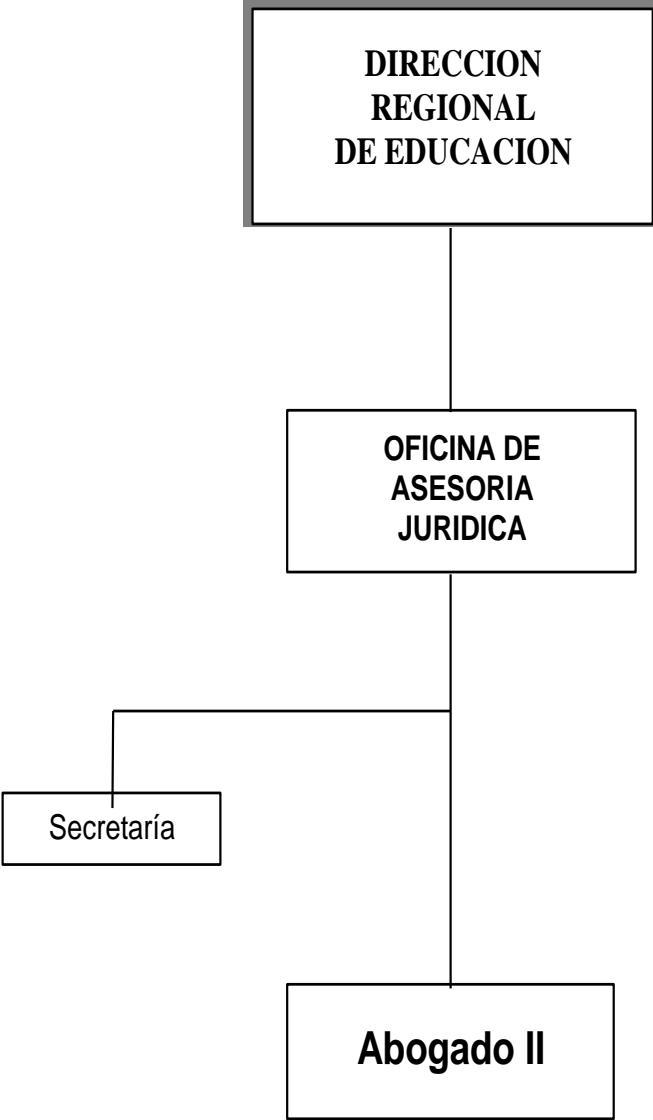 DIRECCION
REGIONAL
DE EDUCACION
OFICINA DE
ASESORIA
JURIDICA
Secretaría
Abogado II